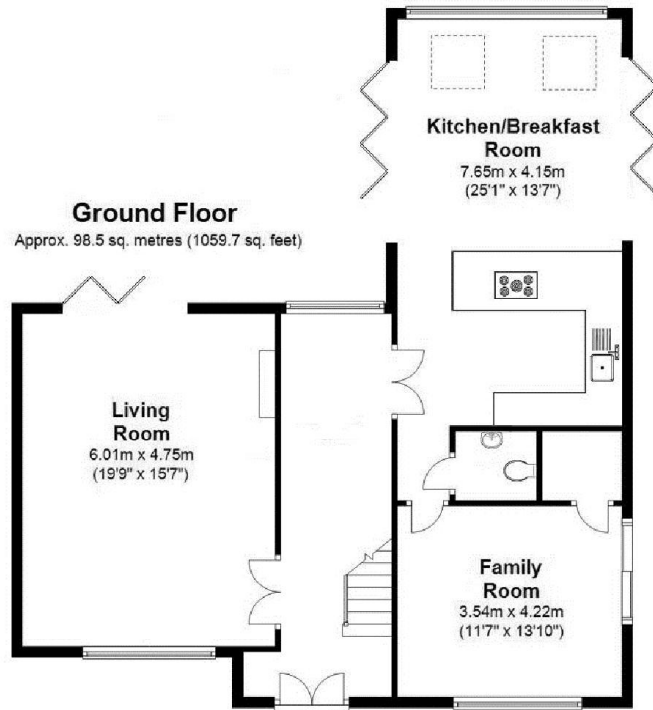 Kitchen/Breakfast
Room
7.65m x 4.15m
(25'1" x 13'7")
Ground Floor
Approx. 98.5 sq. metres (1059.7 sq. feet)
Living
Room
6.01m x 4.75m
(19'9" x 15'7")
Family
Room
3.54m x 4.22m
(11'7" x 13'10")